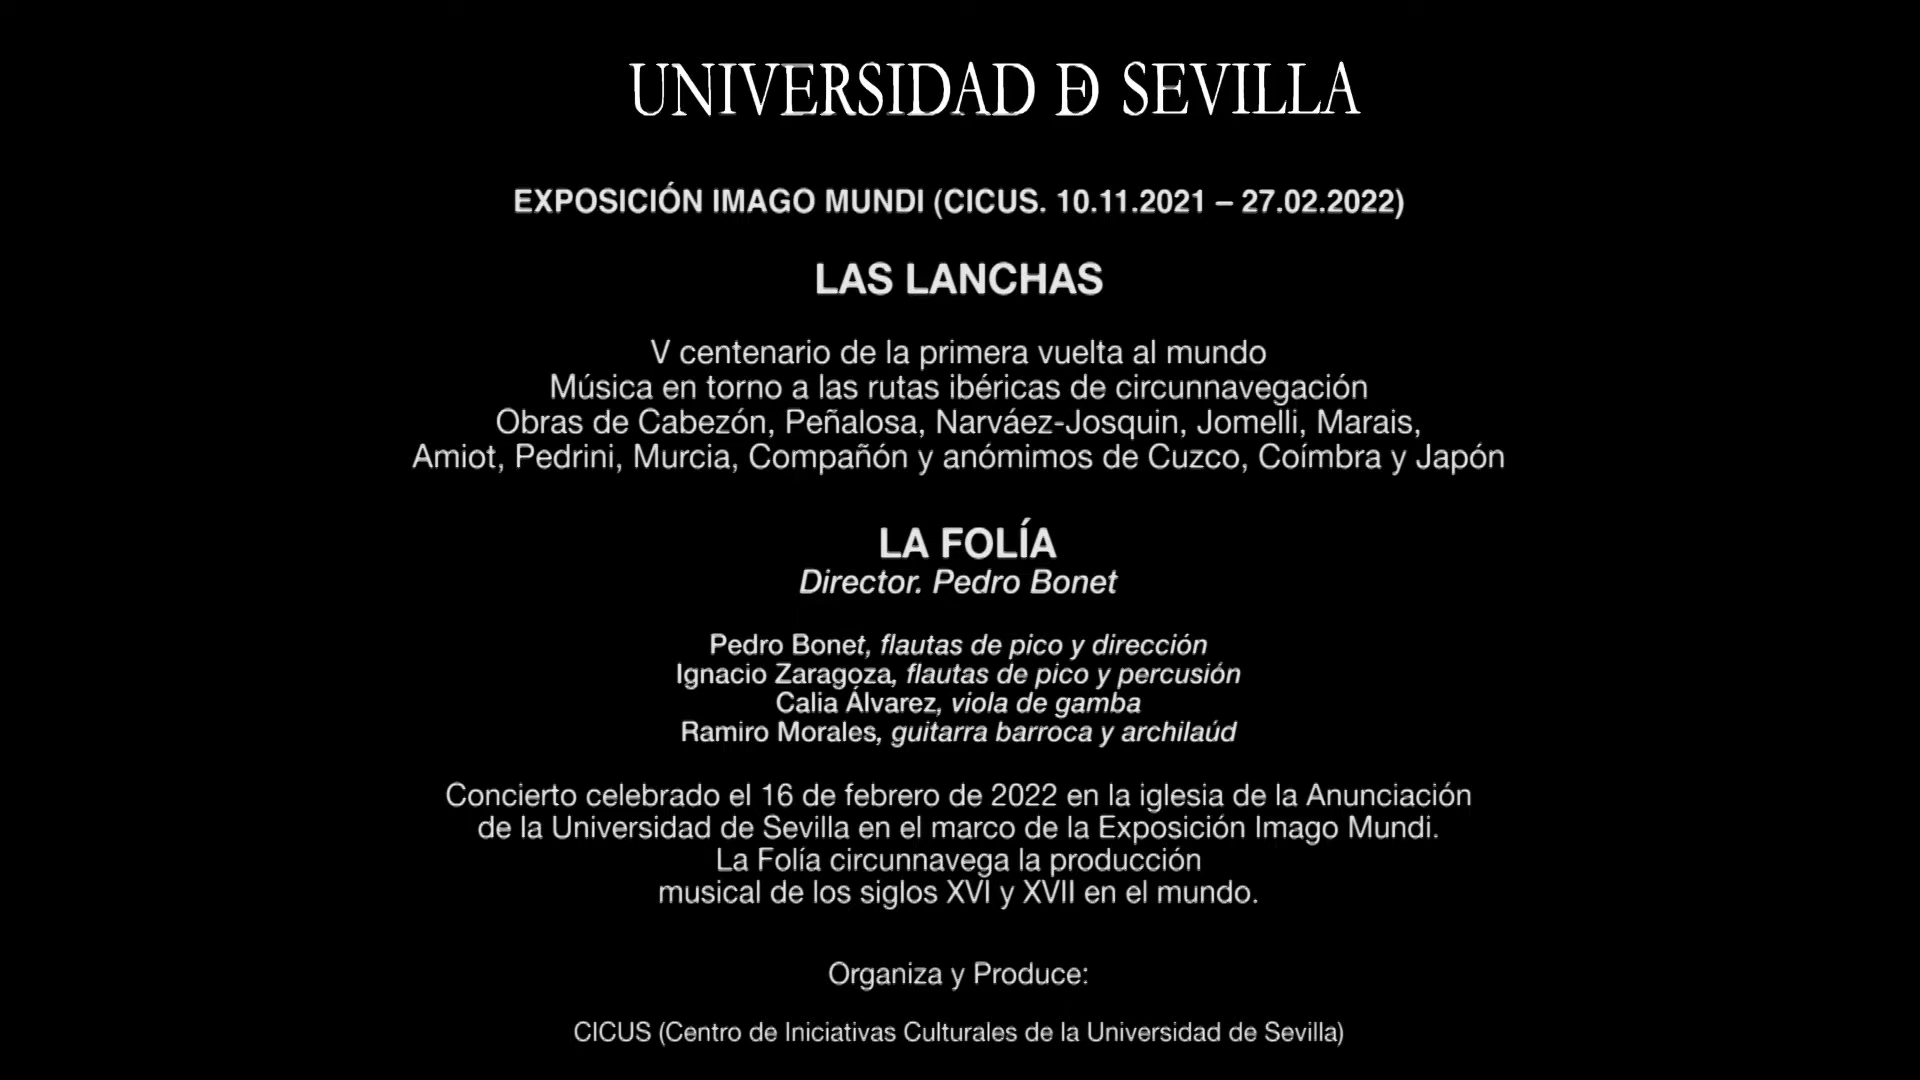 UNIVERSIDAD DE SEVILLA
EXPOSICIÓN IMAGO MUNDI (CICUS. 10.11.2021 – 27.02.2022)
LAS LANCHAS
V centenario de la primera vuelta al mundo
Música en torno a las rutas ibéricas de circunnavegación
Obras de Cabezón, Peñalosa, Narváez-Josquin, Jomelli, Marais,
Amiot, Pedrini, Murcia, Compañón y anómimos de Cuzco, Coímbra y Japón
LA FOLÍA
Director. Pedro Bonet
Pedro Bonet, flautas de pico y dirección
Ignacio Zaragoza, flautas de pico y percusión
Calia Álvarez, viola de gamba
Ramiro Morales, guitarra barroca y archilaúd
Concierto celebrado el 16 de febrero de 2022 en la iglesia de la Anunciación
de la Universidad de Sevilla en el marco de la Exposición Imago Mundi.
La Folía circunnavega la producción
musical de los siglos XVI y XVII en el mundo.
Organiza y Produce:
CICUS (Centro de Iniciativas Culturales de la Universidad de Sevilla)